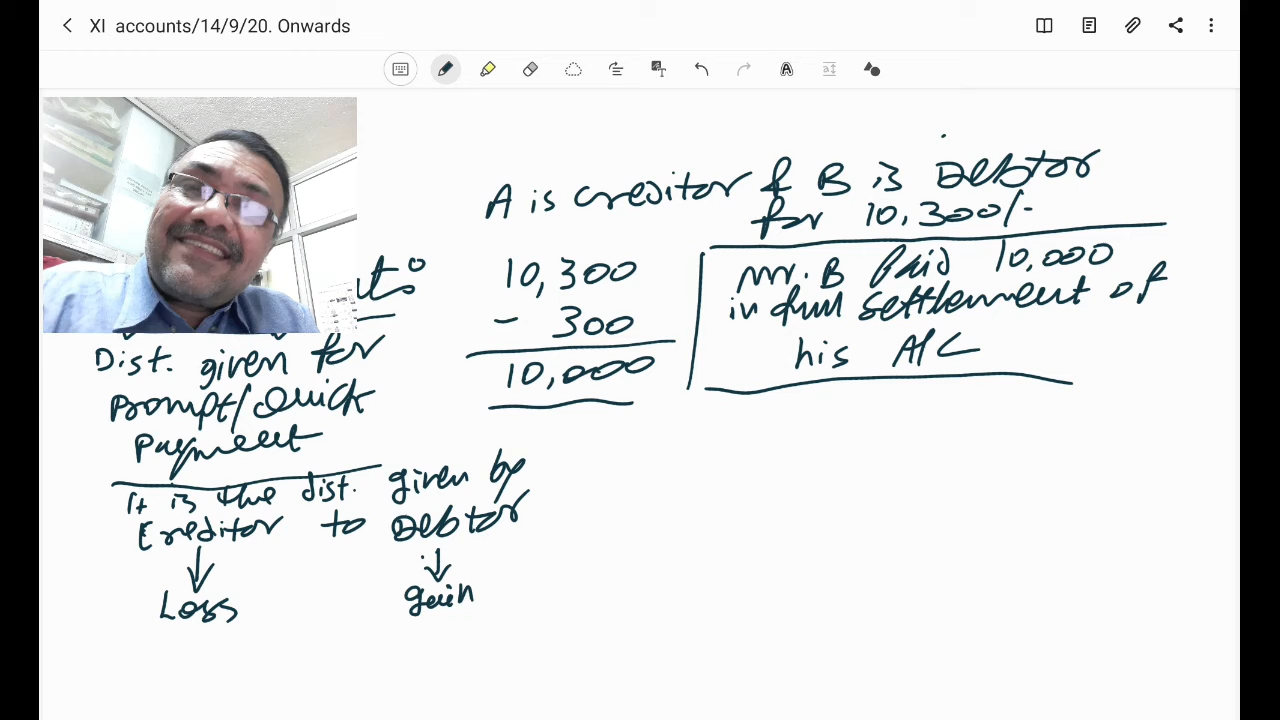 XI accounts/14/9/20. Onwards
A is creditor & B is Debtor
for 10,300/-
10,300
- 300
10,000
Mr. B Paid 10,000
in full settlement of
his A/C
Dist. given for
Prompt/Quick
Payment
It is the dist. given by
Creditor to Debtor
Loss
gain